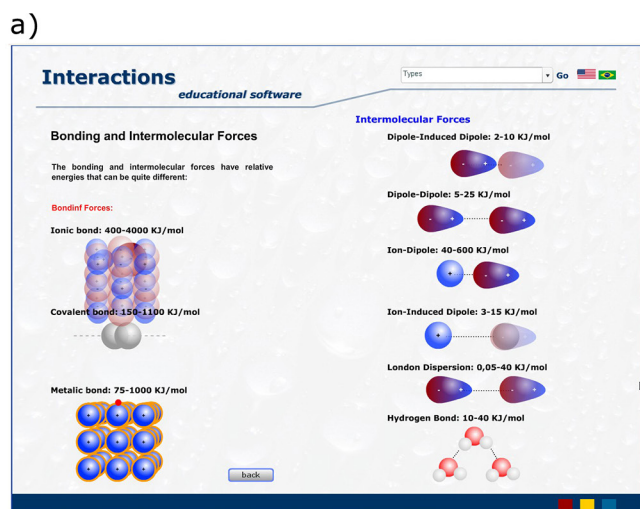 a)
Interactions
educational software
Types
Go
Bonding and Intermolecular Forces
The bonding and intermolecular forces have relative
energies that can be quite different:
Bondinf Forces:
Ionic bond: 400-4000 KJ/mol
Covalent bond: 150-1100 KJ/mol
Metalic bond: 75-1000 KJ/mol
back
Intermolecular Forces
Dipole-Induced Dipole: 2-10 KJ/mol
Dipole-Dipole: 5-25 KJ/mol
Ion-Dipole: 40-600 KJ/mol
Ion-Induced Dipole: 3-15 KJ/mol
London Dispersion: 0,05-40 KJ/mol
Hydrogen Bond: 10-40 KJ/mol